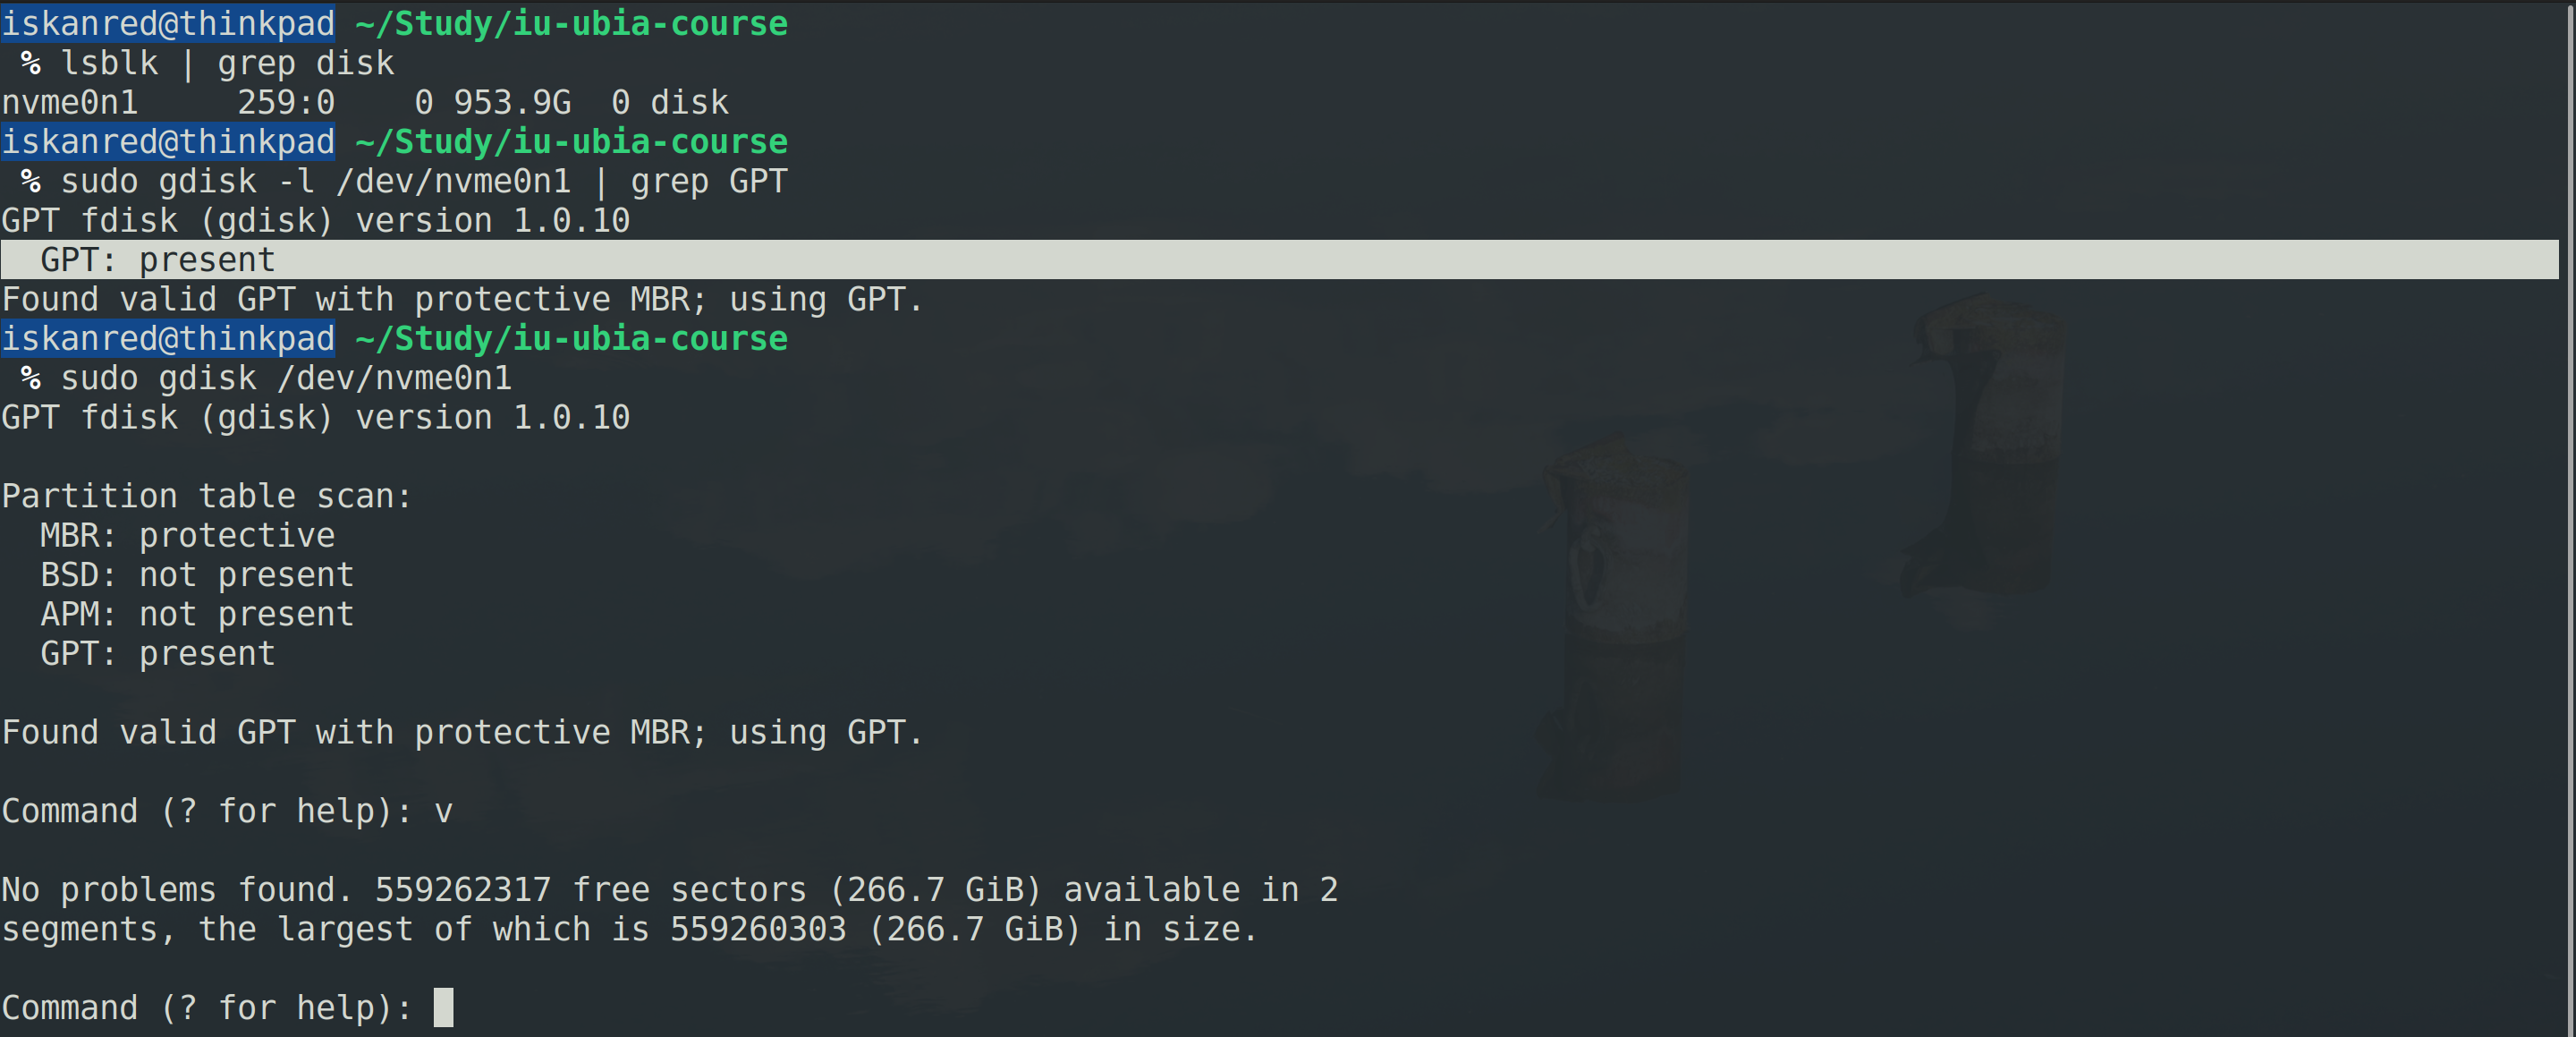 iskanred@thinkpad ~/Study/iu-ubia-course
 % lsblk | grep disk
nvme0n1     259:0    0 953.9G  0 disk
iskanred@thinkpad ~/Study/iu-ubia-course
 % sudo gdisk -l /dev/nvme0n1 | grep GPT
GPT fdisk (gdisk) version 1.0.10
  GPT: present
Found valid GPT with protective MBR; using GPT.
iskanred@thinkpad ~/Study/iu-ubia-course
 % sudo gdisk /dev/nvme0n1
GPT fdisk (gdisk) version 1.0.10

Partition table scan:
  MBR: protective
  BSD: not present
  APM: not present
  GPT: present

Found valid GPT with protective MBR; using GPT.

Command (? for help): v

No problems found. 559262317 free sectors (266.7 GiB) available in 2
segments, the largest of which is 559260303 (266.7 GiB) in size.

Command (? for help):